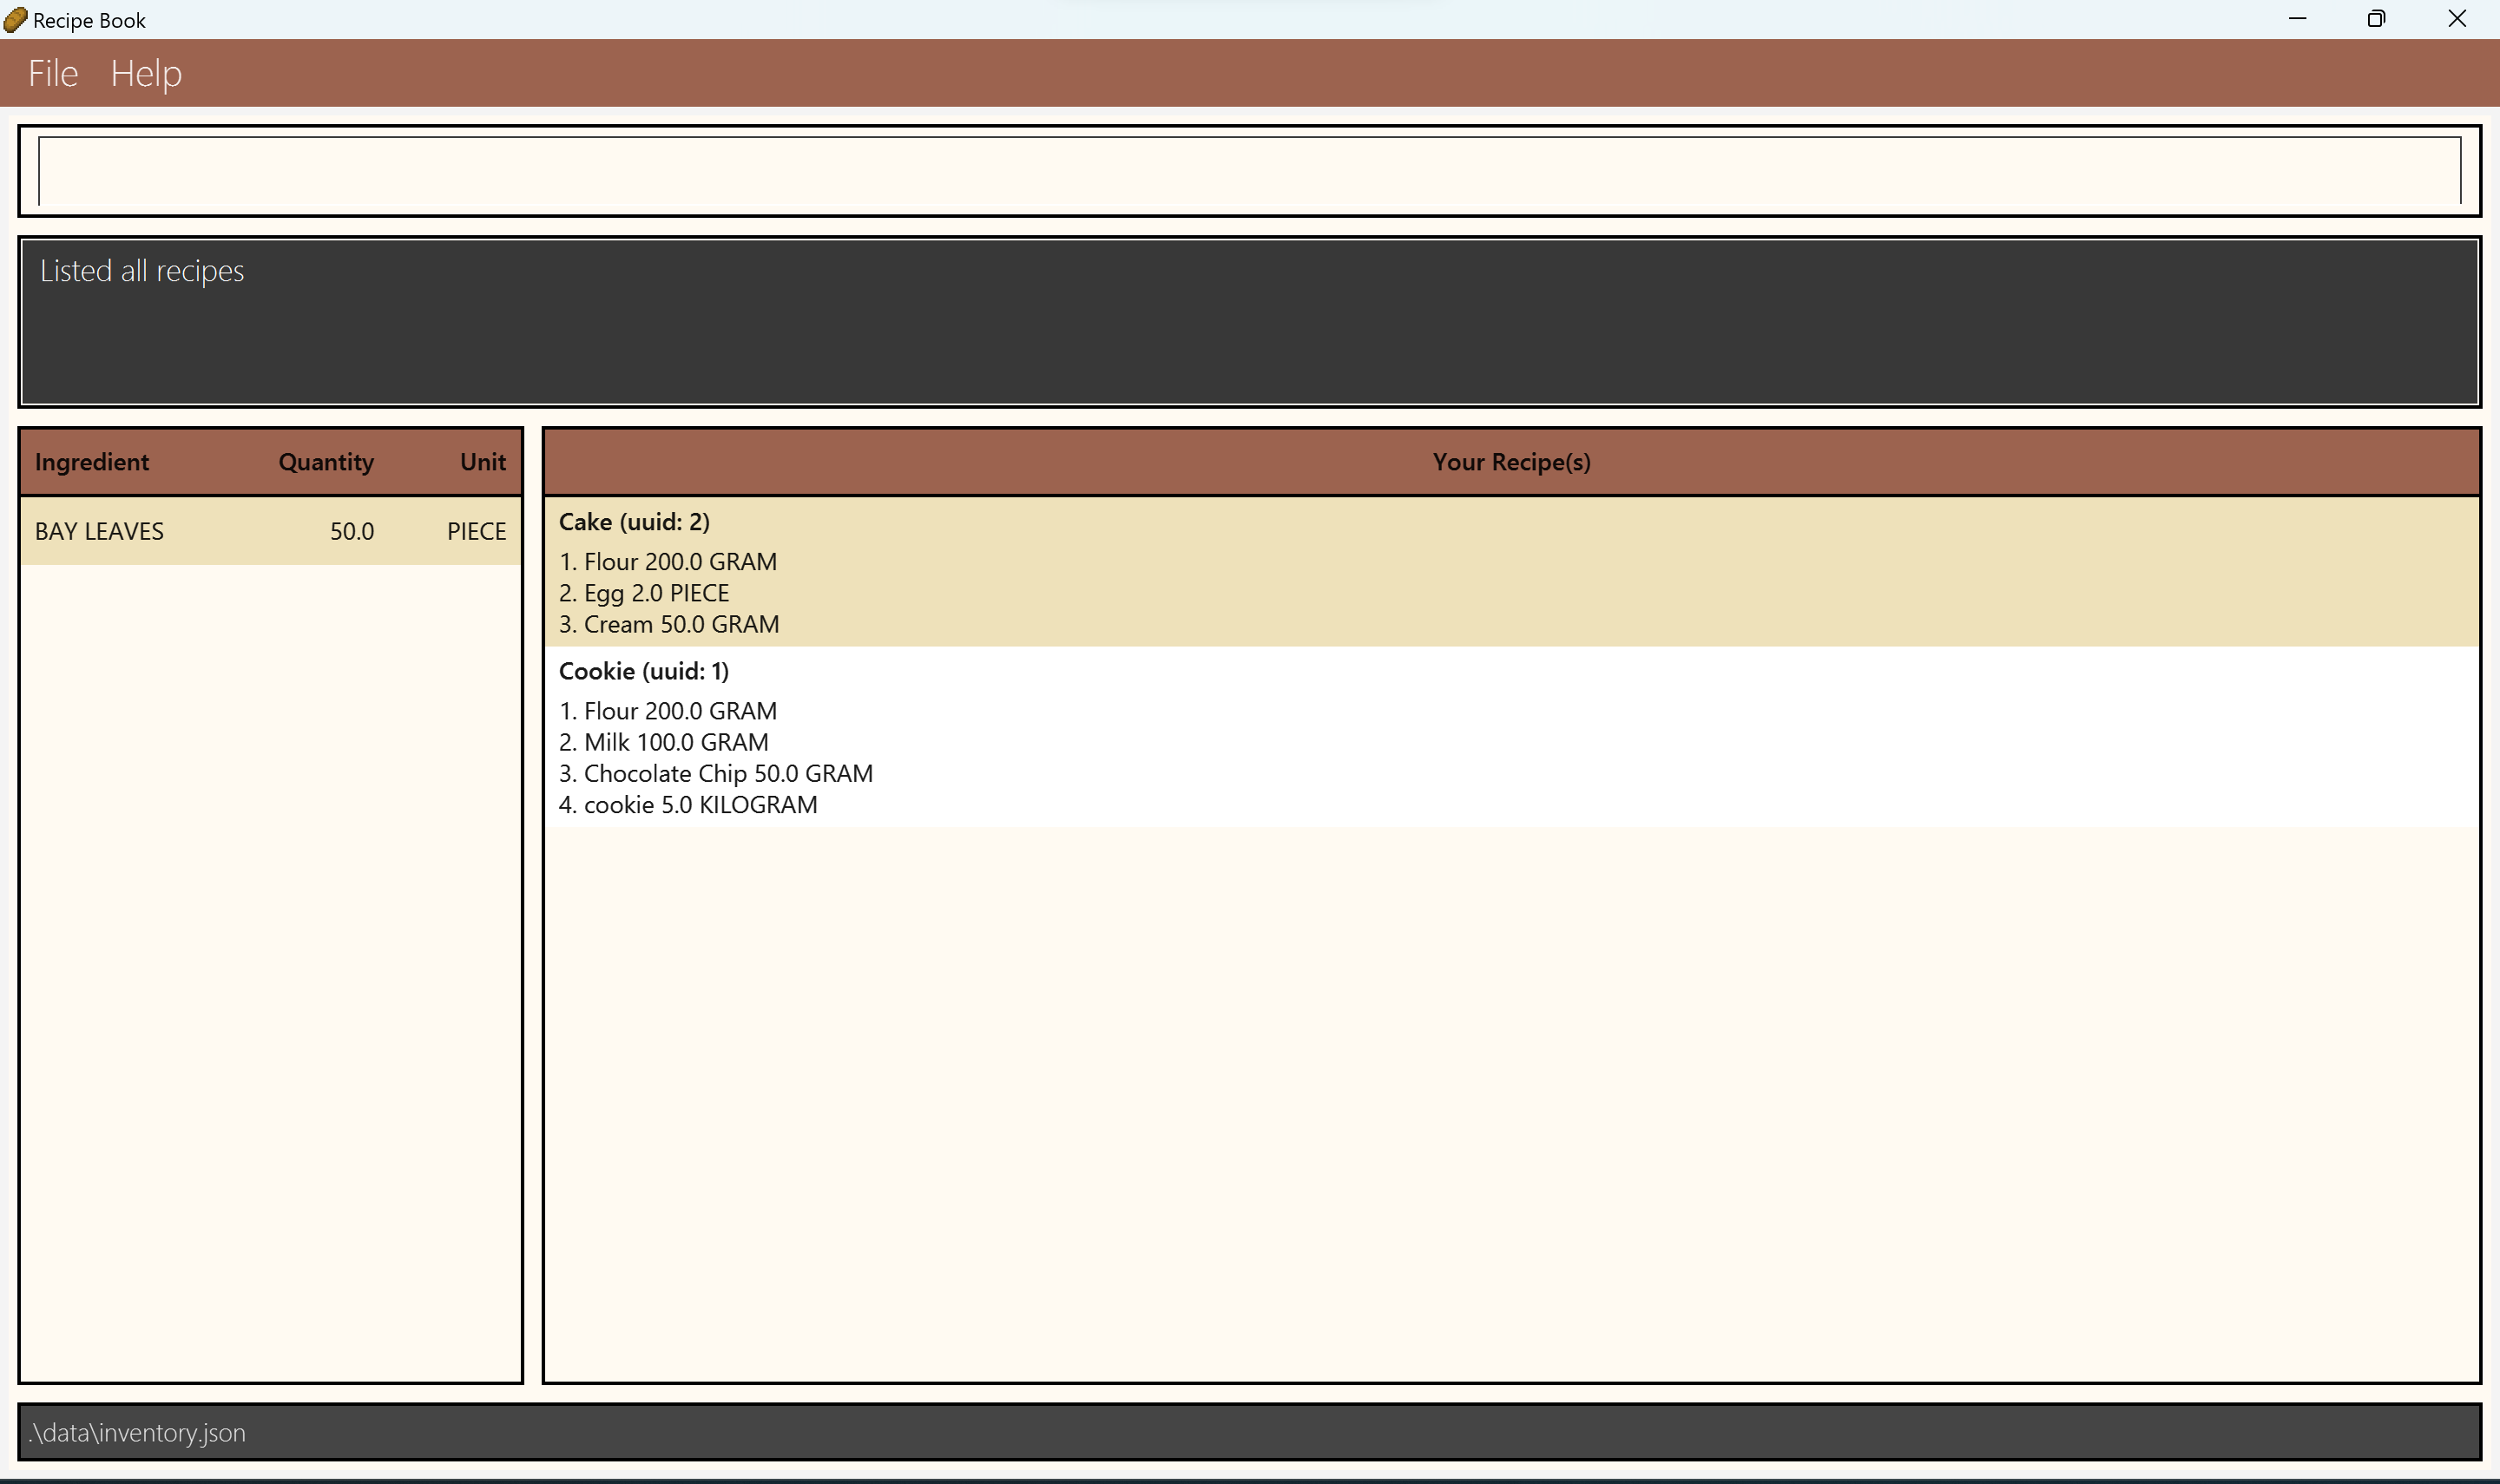 Recipe Book
File Help
Listed all recipes
Ingredient Quantity Unit
BAY LEAVES 50.0 PIECE
Your Recipe(s)
Cake (uuid: 2)
1. Flour 200.0 GRAM
2. Egg 2.0 PIECE
3. Cream 50.0 GRAM
Cookie (uuid: 1)
1. Flour 200.0 GRAM
2. Milk 100.0 GRAM
3. Chocolate Chip 50.0 GRAM
4. cookie 5.0 KILOGRAM
.\data\inventory.json